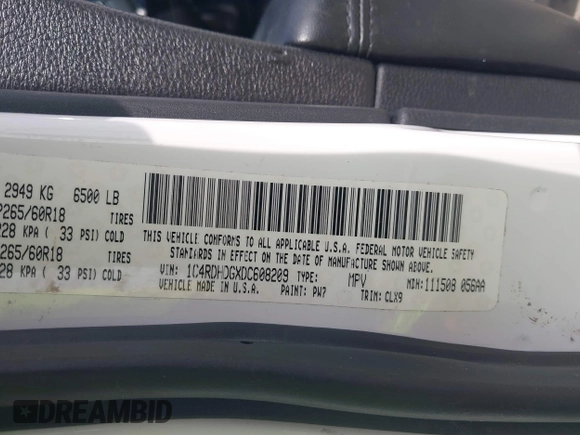 2949 KG 6500 LB
P265/60R18 TIRES
228 KPA ( 33 PSI) COLD
265/60R18 TIRES
28 KPA ( 33 PSI) COLD
THIS VEHICLE CONFORMS TO ALL APPLICABLE U.S.A. FEDERAL MOTOR VEHICLE SAFETY
STANDARDS IN EFFECT ON THE DATE OF MANUFACTURE SHOWN ABOVE.
VIN: 1C4RDHDGXDC608209 TYPE: MPV MDH: 111508 056AA
VEHICLE MADE IN U.S.A. PAINT: PW7 TRIM: CLX9
DREAMBID